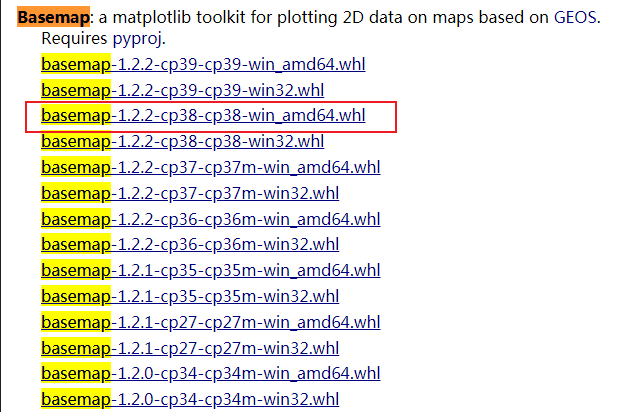 Basemap: a matplotlib toolkit for plotting 2D data on maps based on GEOS.
Requires pyproj.
basemap-1.2.2-cp39-cp39-win_amd64.whl
basemap-1.2.2-cp39-cp39-win32.whl
basemap-1.2.2-cp38-cp38-win_amd64.whl
basemap-1.2.2-cp38-cp38-win32.whl
basemap-1.2.2-cp37-cp37m-win_amd64.whl
basemap-1.2.2-cp37-cp37m-win32.whl
basemap-1.2.2-cp36-cp36m-win_amd64.whl
basemap-1.2.2-cp36-cp36m-win32.whl
basemap-1.2.1-cp35-cp35m-win_amd64.whl
basemap-1.2.1-cp35-cp35m-win32.whl
basemap-1.2.1-cp27-cp27m-win_amd64.whl
basemap-1.2.1-cp27-cp27m-win32.whl
basemap-1.2.0-cp34-cp34m-win_amd64.whl
basemap-1.2.0-cp34-cp34m-win32.whl